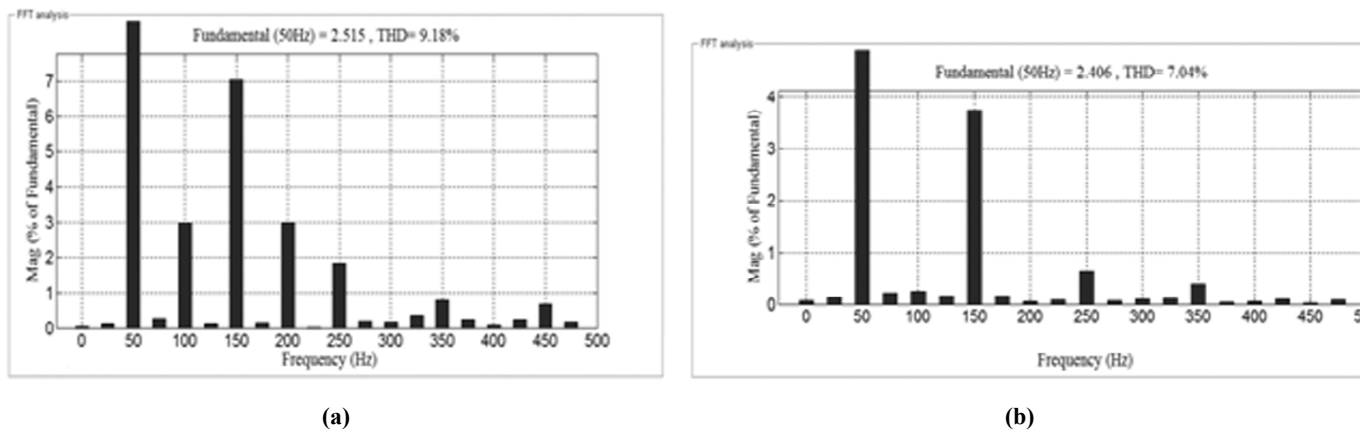 FFT analysis
Fundamental (50Hz) = 2.515 , THD= 9.18%
Mag (% of Fundamental)
7
6
5
4
3
2
1
0
0 50 100 150 200 250 300 350 400 450 500
Frequency (Hz)
(a)
FFT analysis
Fundamental (50Hz) = 2.406 , THD= 7.04%
Mag (% of Fundamental)
4
3
2
1
0
0 50 100 150 200 250 300 350 400 450
Frequency (Hz)
(b)